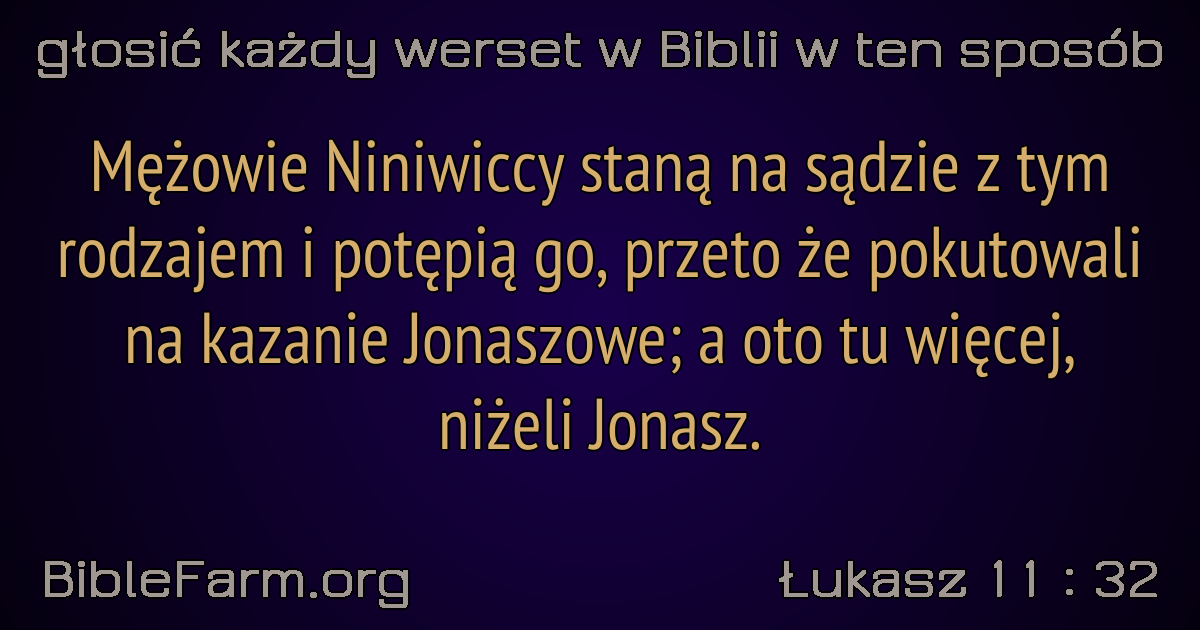 głosić każdy werset w Biblii w ten sposób
Mężowie Niniwiccy staną na sądzie z tym
rodzajem i potępią go, przeto że pokutowali
na kazanie Jonaszowe; a oto tu więcej,
niżeli Jonasz.
BibleFarm.org
Łukasz 11 : 32